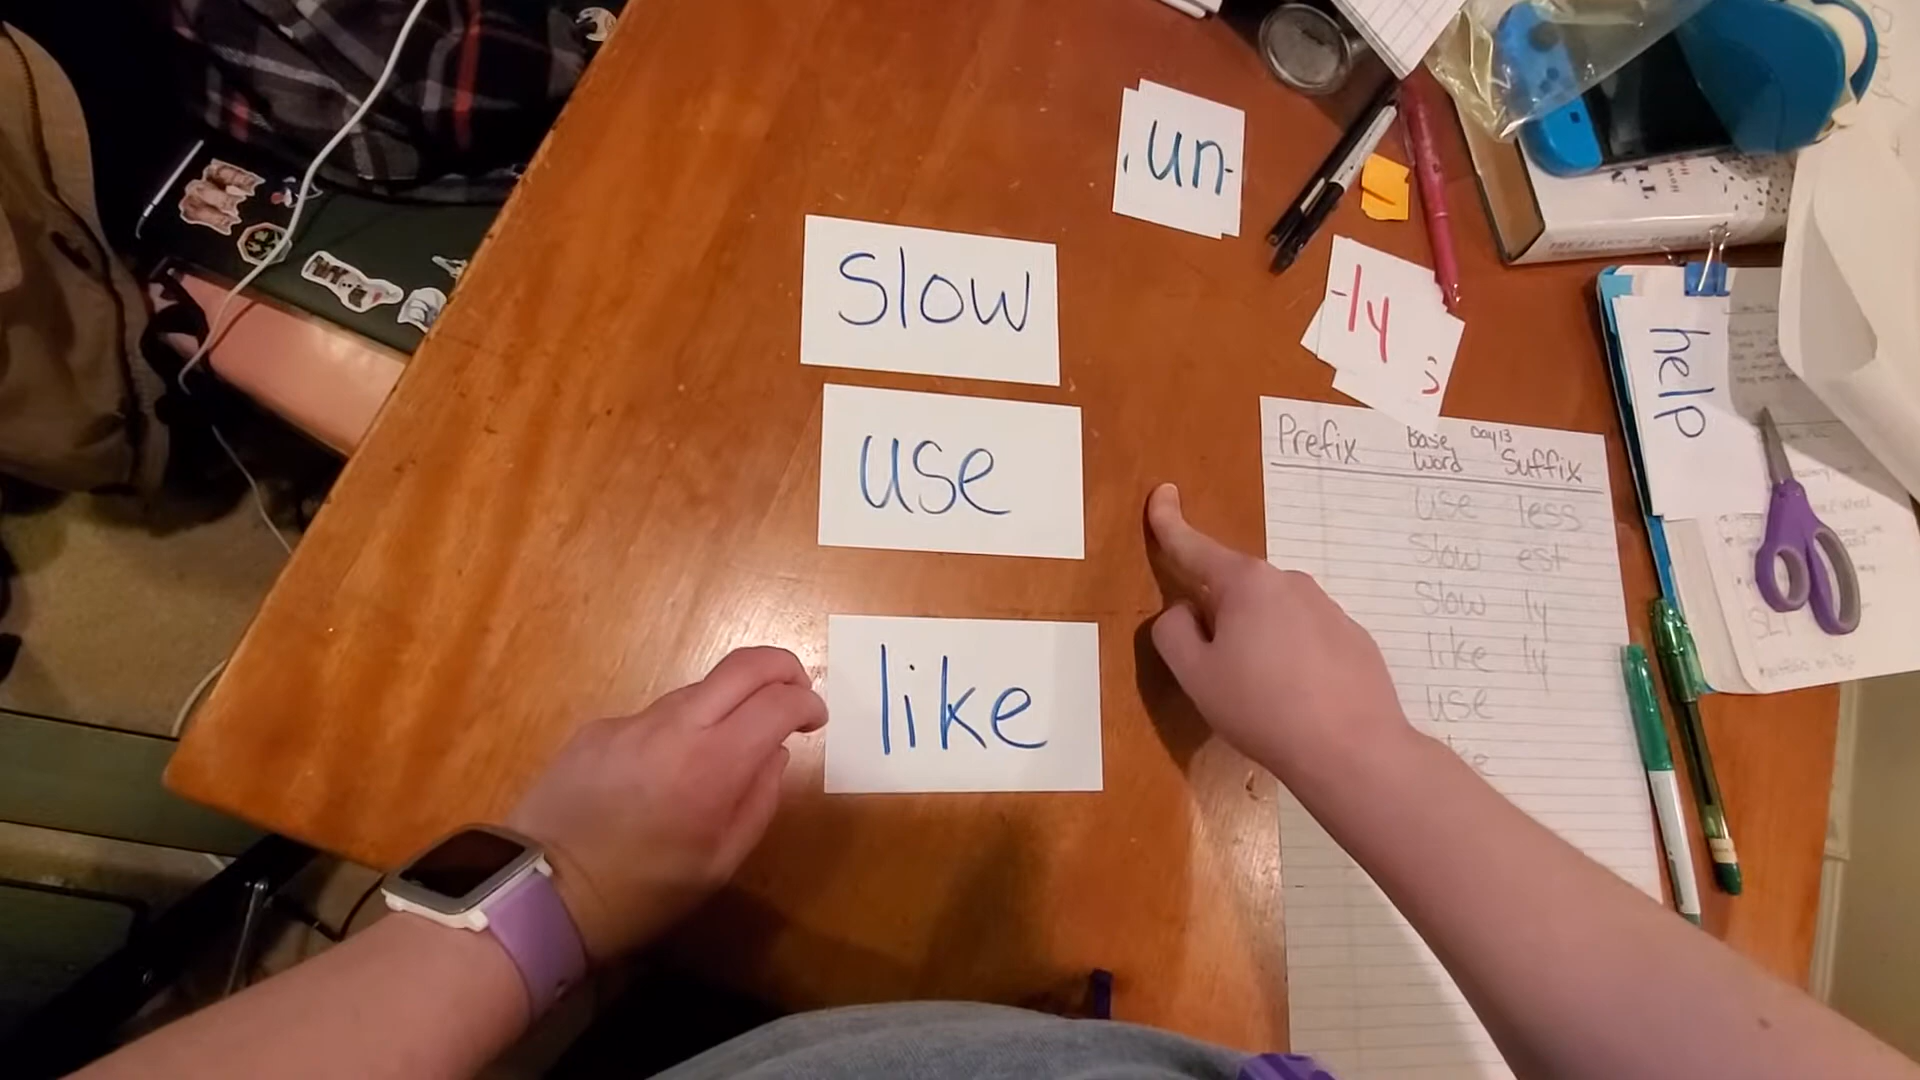 un-
slow
use
like
-ly
help
Day 13
Prefix Base Word Suffix
use less
slow est
slow ly
like ly
use